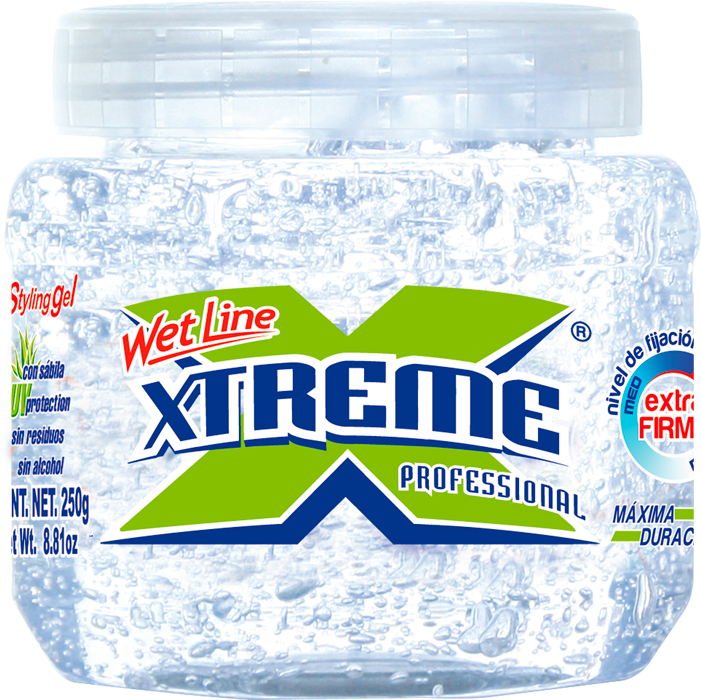 Styling gel
con sábila
UV protection
sin residuos
sin alcohol
NT. NET. 250g
t Wt. 8.81oz
Wet Line
XTREME
®
PROFESSIONAL
nivel de fijación
MED
extra
FIRM
MÁXIMA
DURAC